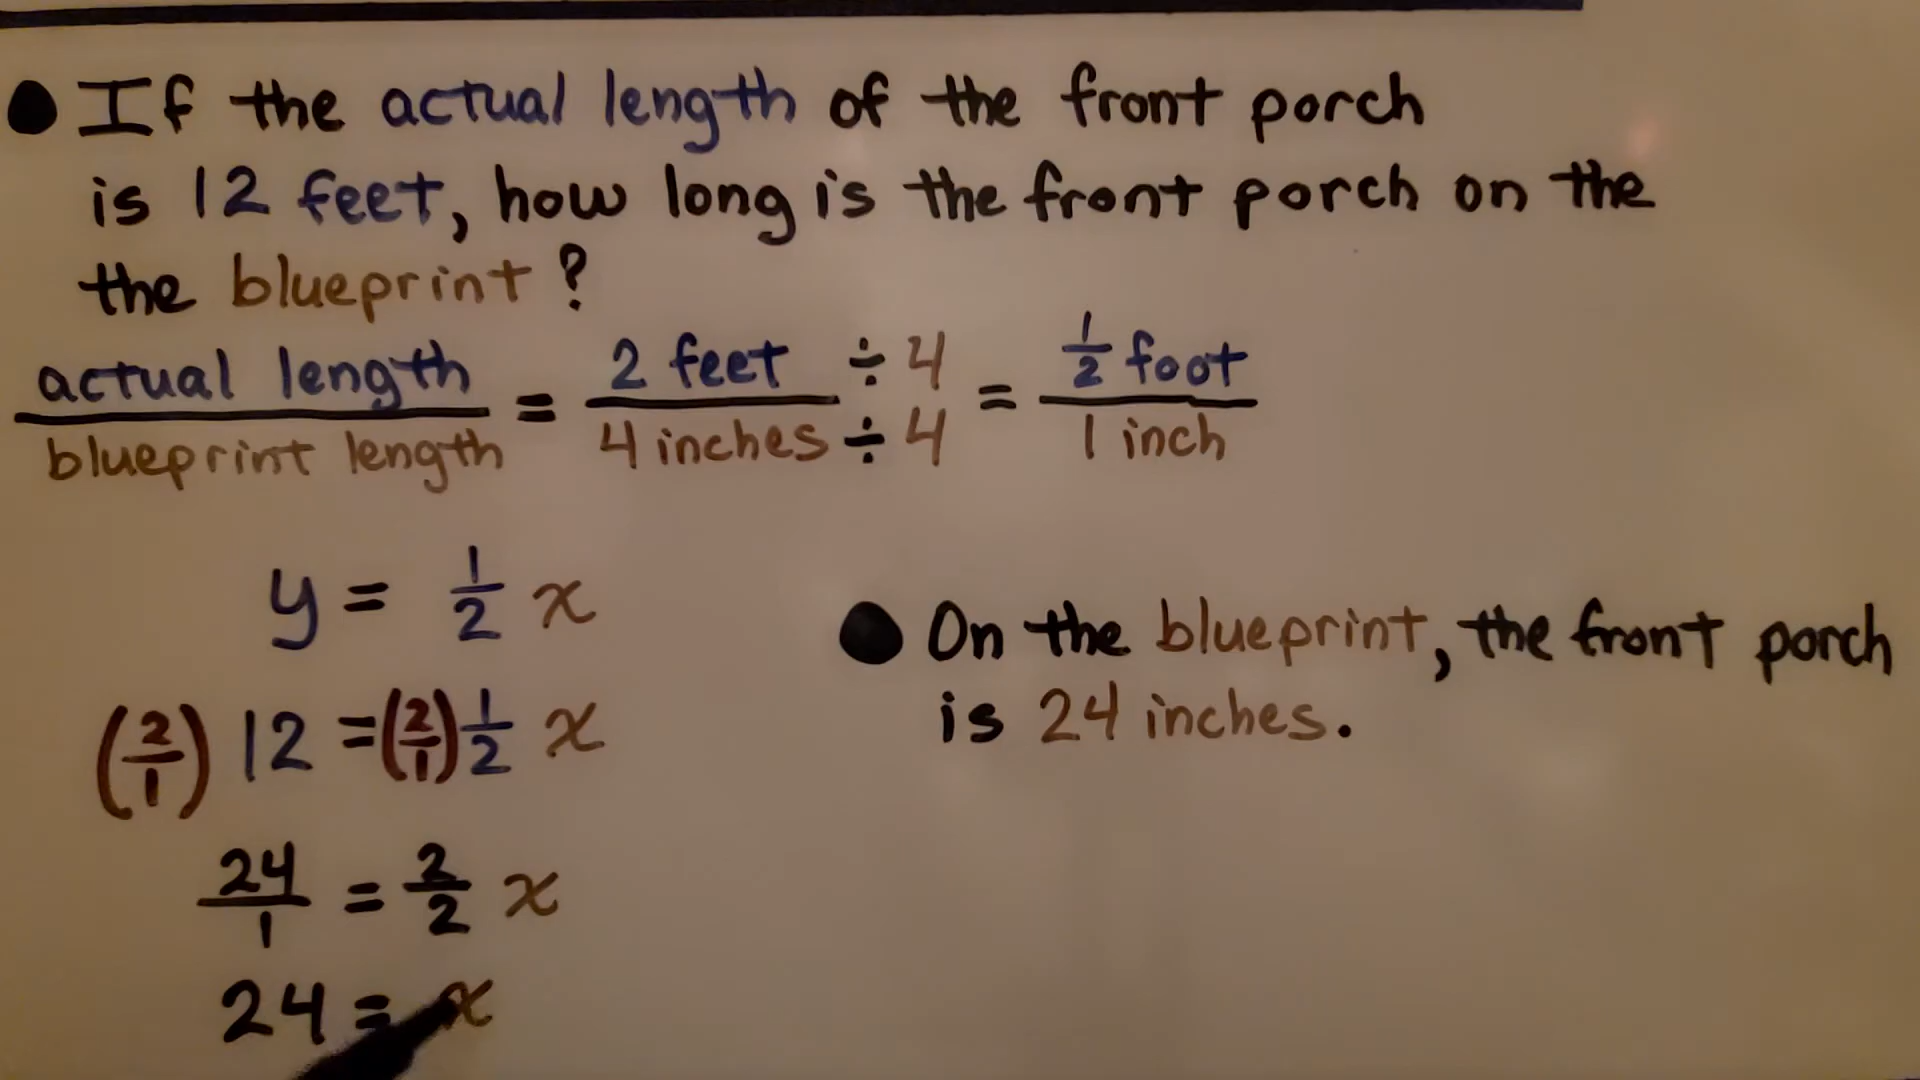 ● If the actual length of the front porch
is 12 feet, how long is the front porch on the
the blueprint?
actual length / blueprint length = 2 feet ÷ 4 / 4 inches ÷ 4 = 1/2 foot / 1 inch
y = 1/2 x
(2/1) 12 = (2/1) 1/2 x
24/1 = 2/2 x
24 = x
● On the blueprint, the front porch
is 24 inches.